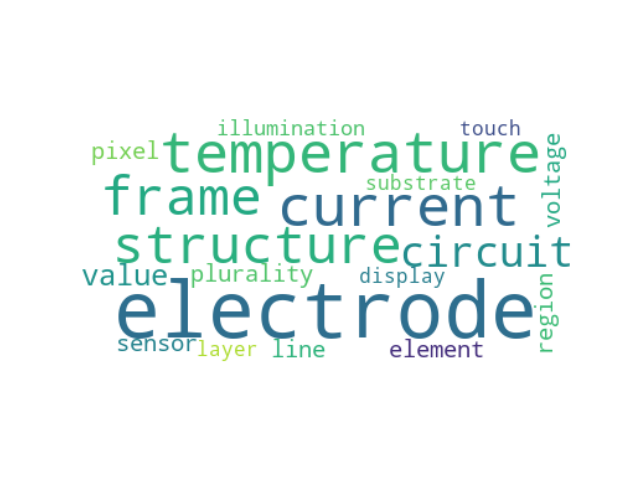 illumination touch
pixel temperature voltage
substrate
frame current
structure circuit
value plurality display
region
electrode
sensor layer line element